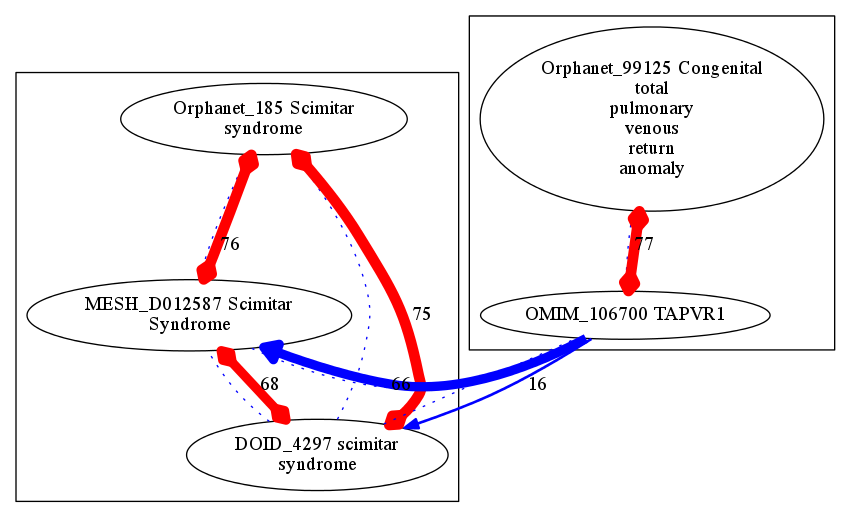 Orphanet_99125 Congenital
total
pulmonary
venous
return
anomaly
Orphanet_185 Scimitar
syndrome
76
77
MESH_D012587 Scimitar
Syndrome
OMIM_106700 TAPVR1
75
68
66
16
DOID_4297 scimitar
syndrome